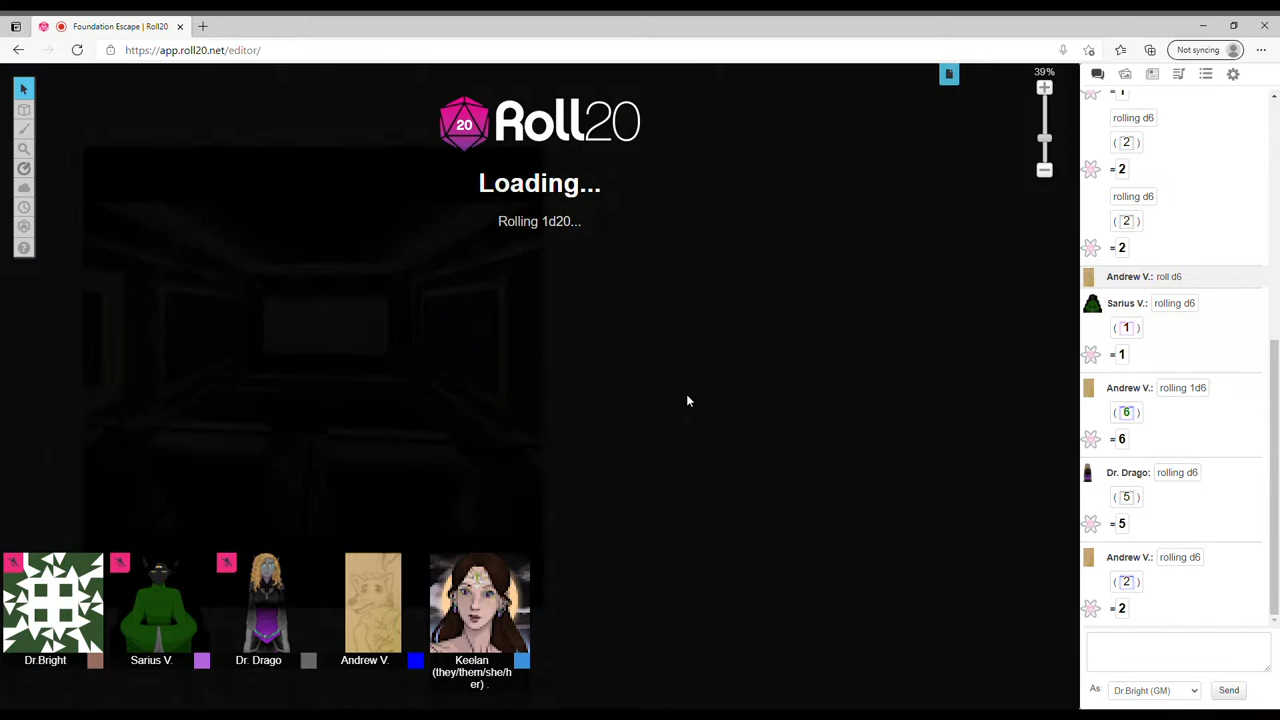 Foundation Escape | Roll20
https://app.roll20.net/editor/
Not syncing
39%
20 Roll20
Loading...
Rolling 1d20...
= 1
rolling d6
( 2 )
= 2
rolling d6
( 2 )
= 2
Andrew V.: roll d6
Sarius V.: rolling d6
( 1 )
= 1
Andrew V.: rolling 1d6
( 6 )
= 6
Dr. Drago: rolling d6
( 5 )
= 5
Andrew V.: rolling d6
( 2 )
= 2
Dr.Bright
Sarius V.
Dr. Drago
Andrew V.
Keelan
(they/them/she/h
er) .
As: Dr.Bright (GM)
Send